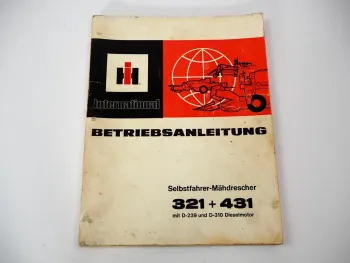 International
BETRIEBSANLEITUNG
Selbstfahrer-Mähdrescher
321 + 431
mit D-239 und D-310 Dieselmotor